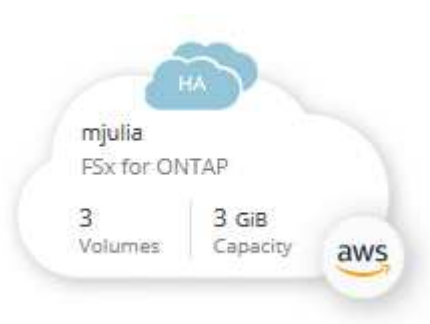 HA
mjulia
FSx for ONTAP
3
Volumes
3 GiB
Capacity
aws